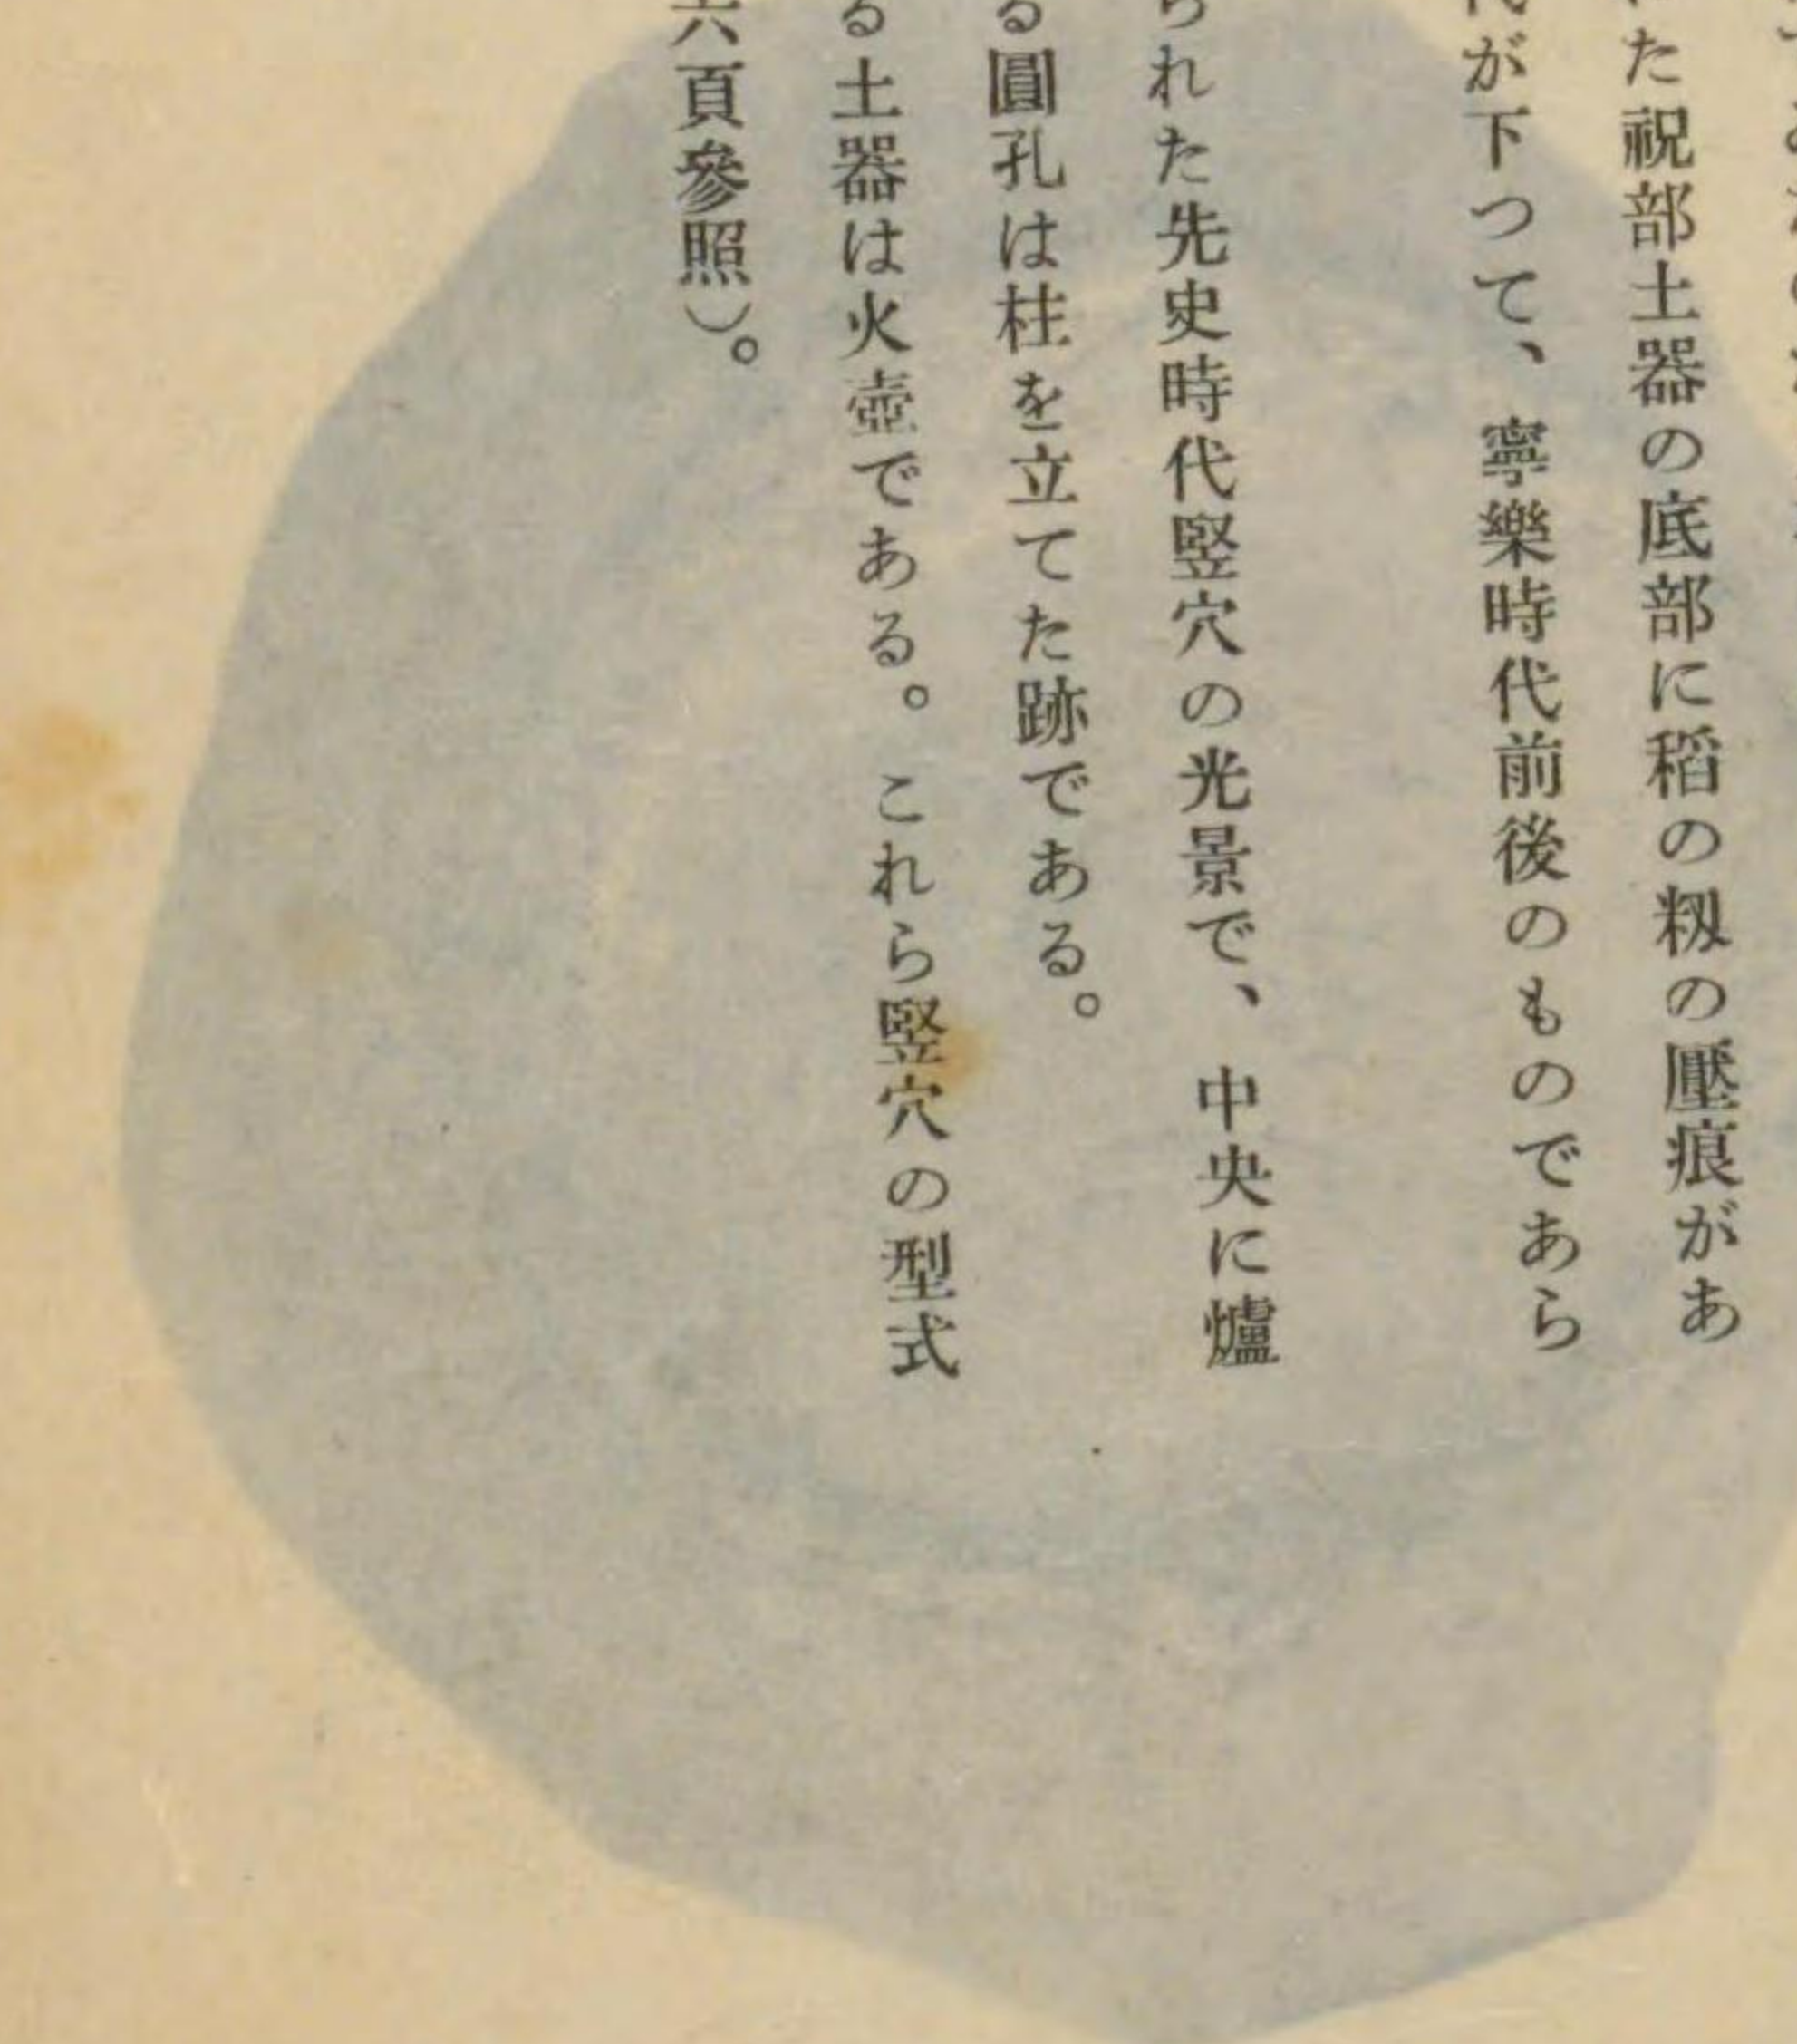 た祝部土器の底部に稻の籾の壓痕があ
代が下つて、寧樂時代前後のものであら
られた先史時代竪穴の光景で、中央に爐
る圓孔は柱を立てた跡である。
る土器は火壺である。これら竪穴の型式
六頁參照)。